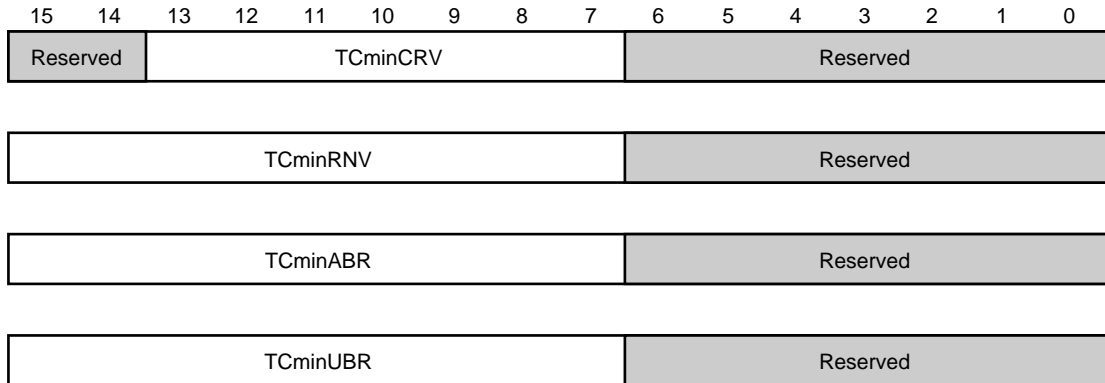 15 14 13 12 11 10 9 8 7 6 5 4 3 2 1 0
Reserved TCminCRV Reserved
TCminRNV Reserved
TCminABR Reserved
TCminUBR Reserved